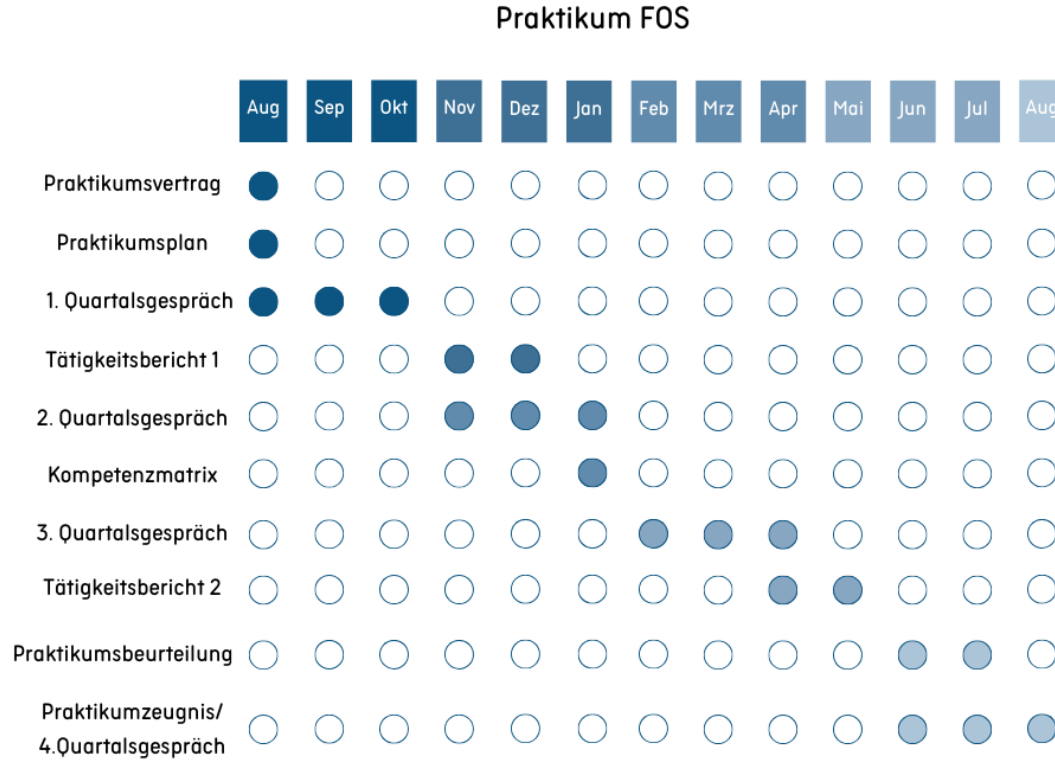 Praktikum FOS
Aug Sep Okt Nov Dez Jan Feb Mrz Apr Mai Jun Jul Aug
Praktikumsvertrag
Praktikumsplan
1. Quartalsgespräch
Tätigkeitsbericht 1
2. Quartalsgespräch
Kompetenzmatrix
3. Quartalsgespräch
Tätigkeitsbericht 2
Praktikumsbeurteilung
Praktikumzeugnis/
4.Quartalsgespräch